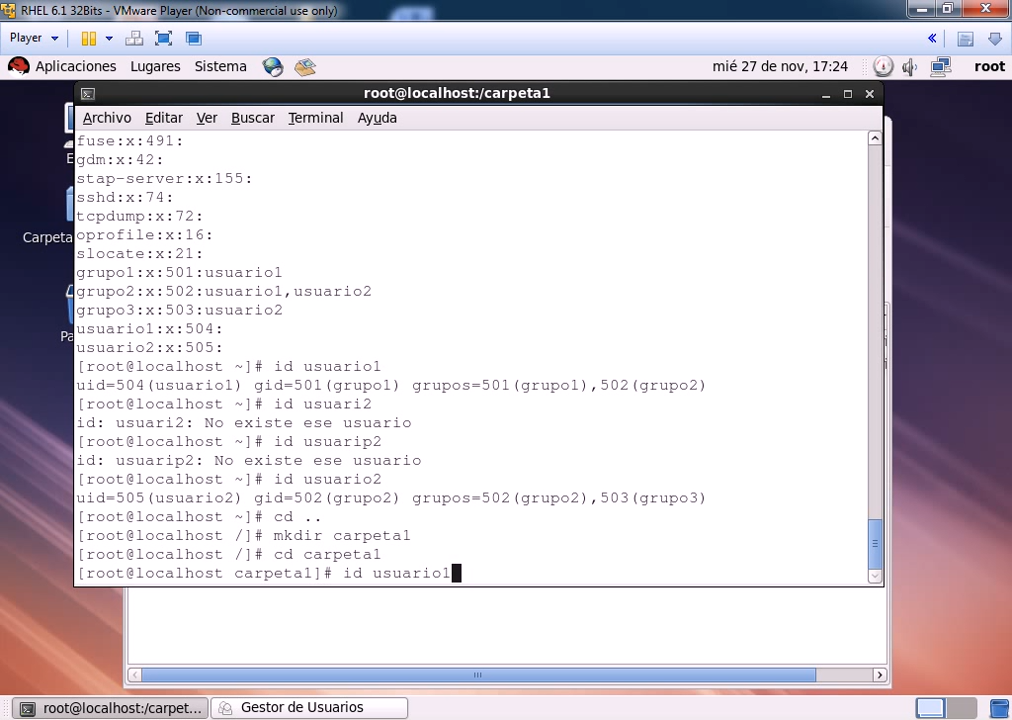 RHEL 6.1 32Bits - VMware Player (Non-commercial use only)
Player
Aplicaciones Lugares Sistema mié 27 de nov, 17:24 root
root@localhost:/carpeta1
Archivo Editar Ver Buscar Terminal Ayuda
fuse:x:491:
gdm:x:42:
stap-server:x:155:
sshd:x:74:
tcpdump:x:72:
oprofile:x:16:
slocate:x:21:
grupo1:x:501:usuario1
grupo2:x:502:usuario1,usuario2
grupo3:x:503:usuario2
usuario1:x:504:
usuario2:x:505:
[root@localhost ~]# id usuario1
uid=504(usuario1) gid=501(grupo1) grupos=501(grupo1),502(grupo2)
[root@localhost ~]# id usuari2
id: usuari2: No existe ese usuario
[root@localhost ~]# id usuarip2
id: usuarip2: No existe ese usuario
[root@localhost ~]# id usuario2
uid=505(usuario2) gid=502(grupo2) grupos=502(grupo2),503(grupo3)
[root@localhost ~]# cd ..
[root@localhost /]# mkdir carpeta1
[root@localhost /]# cd carpeta1
[root@localhost carpeta1]# id usuario1
E
Carpeta
Pa
root@localhost:/carpet... Gestor de Usuarios